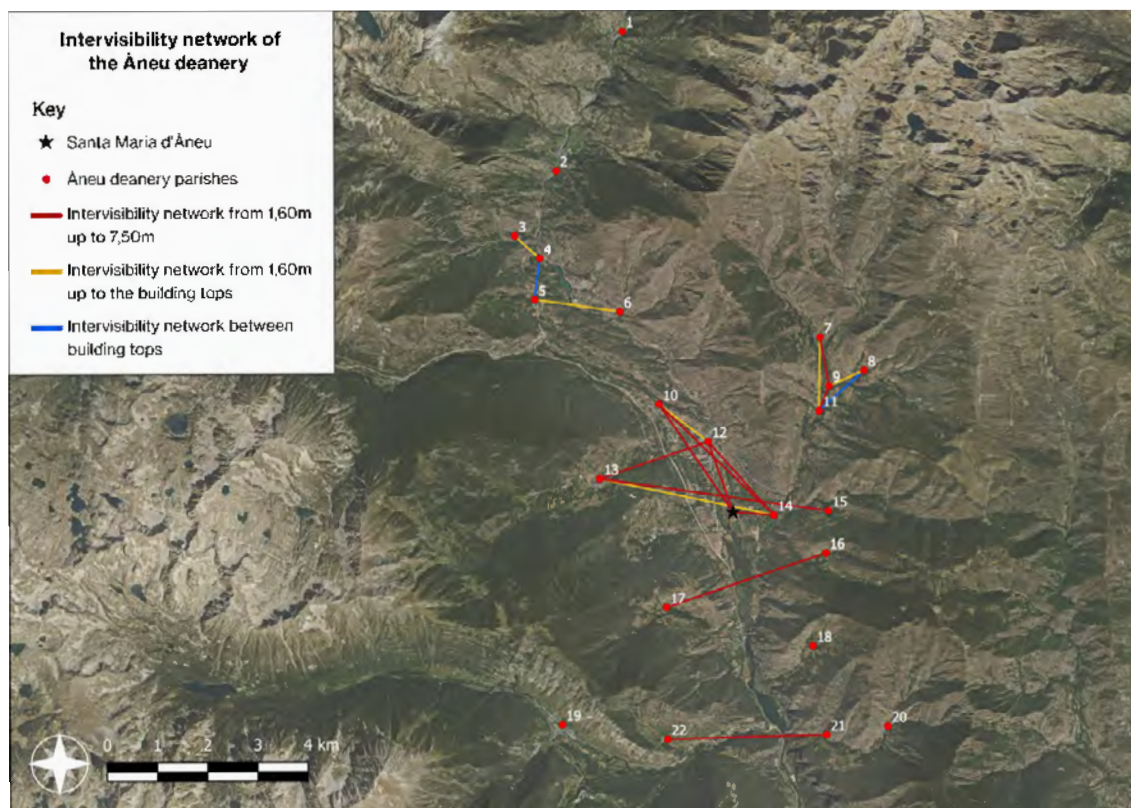 Intervisibility network of
the Àneu deanery
Key
Santa Maria d'Àneu
Àneu deanery parishes
Intervisibility network from 1,60m
up to 7,50m
Intervisibility network from 1,60m
up to the building tops
Intervisibility network between
building tops
1
2
3
4
5
6
7
8
9
10
11
12
13
14
15
16
17
18
19
20
21
22
0 1 2 3 4 km